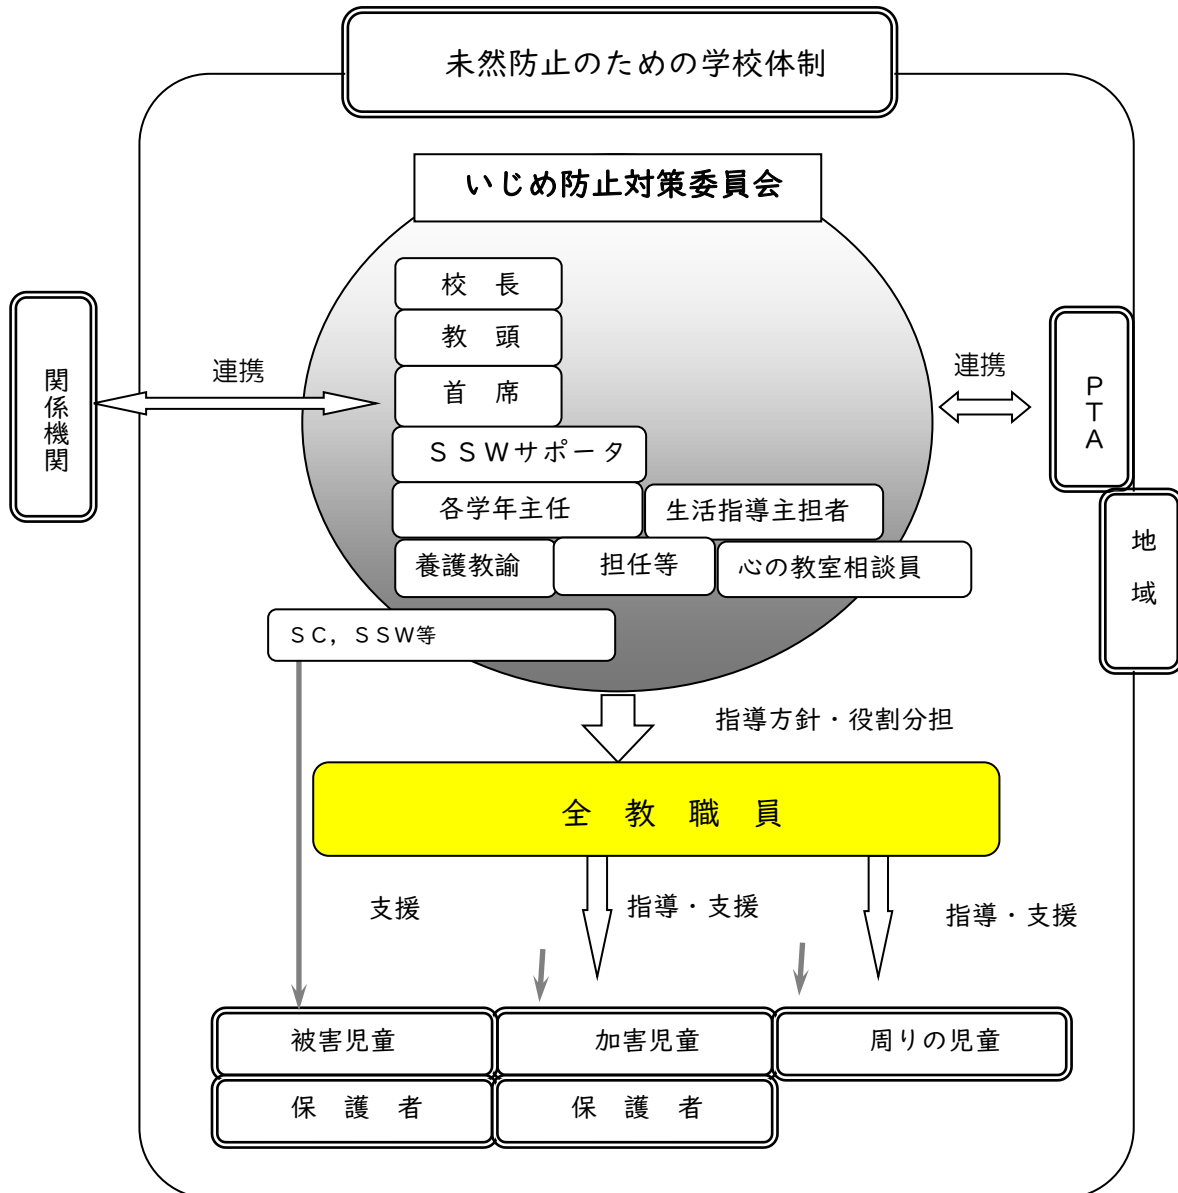 未然防止のための学校体制
いじめ防止対策委員会
校　長
教　頭
首　席
ＳＳＷサポータ
各学年主任
生活指導主担者
養護教諭
担任等
心の教室相談員
ＳＣ，ＳＳＷ等
関係機関
連携
連携
ＰＴＡ
地　域
指導方針・役割分担
全　教　職　員
支援
指導・支援
指導・支援
被害児童
加害児童
周りの児童
保　護　者
保　護　者